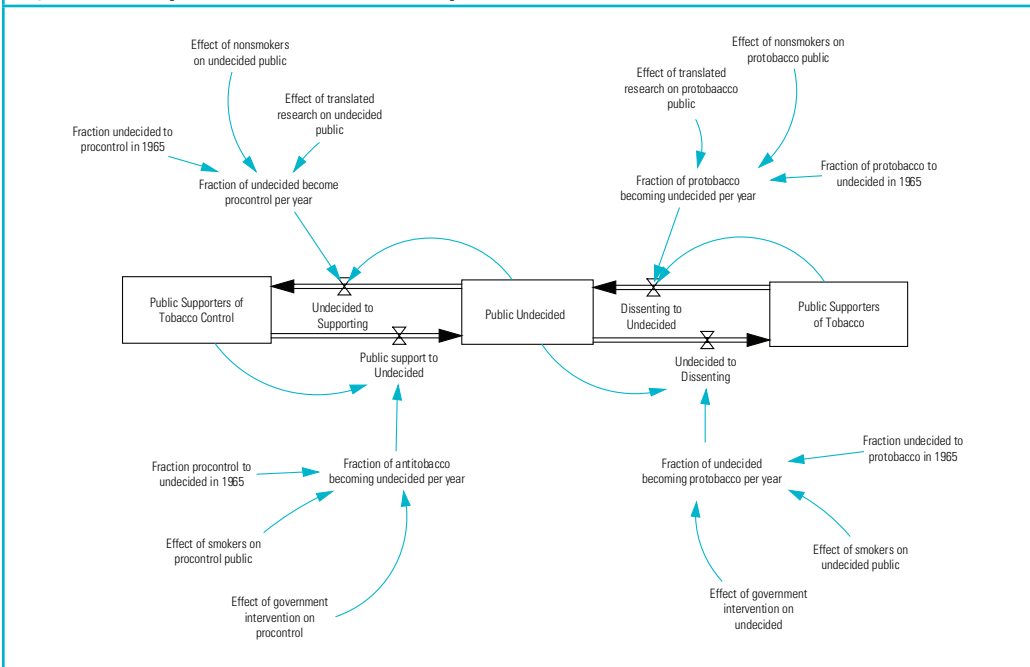 Effect of nonsmokers
on undecided public
Effect of translated
research on undecided
public
Fraction undecided to
procontrol in 1965
Fraction of undecided become
procontrol per year
Effect of nonsmokers on
protobacco public
Effect of translated
research on protobaacco
public
Fraction of protobacco to
undecided in 1965
Fraction of protobacco
becoming undecided per year
Public Supporters of
Tobacco Control
Undecided to
Supporting
Public Undecided
Dissenting to
Undecided
Public Supporters
of Tobacco
Public support to
Undecided
Undecided to
Dissenting
Fraction procontrol to
undecided in 1965
Fraction of antitobacco
becoming undecided per year
Effect of smokers on
procontrol public
Effect of government
intervention on
procontrol
Fraction of undecided
becoming protobacco per year
Fraction undecided to
protobacco in 1965
Effect of smokers on
undecided public
Effect of government
intervention on
undecided